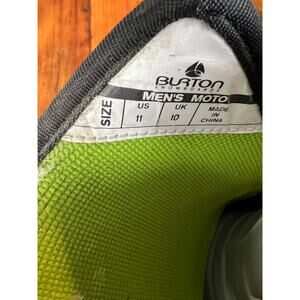 BURTON
SNOWBOARDS
MEN'S MOTO
SIZE
US
11
UK
10
MADE
IN
CHINA